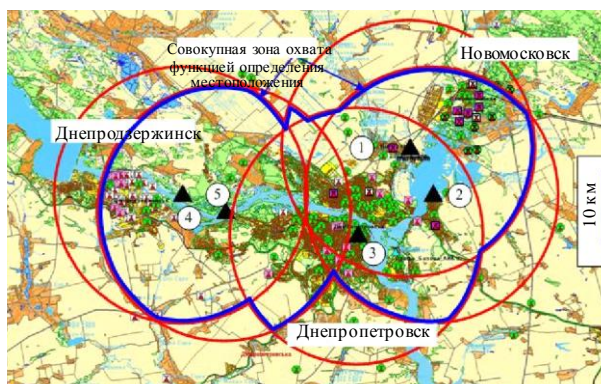 Совокупная зона охвата
функцией определения
местоположения
Новомосковск
Днепродзержинск
1
2
5
4
3
10 км
Днепропетровск